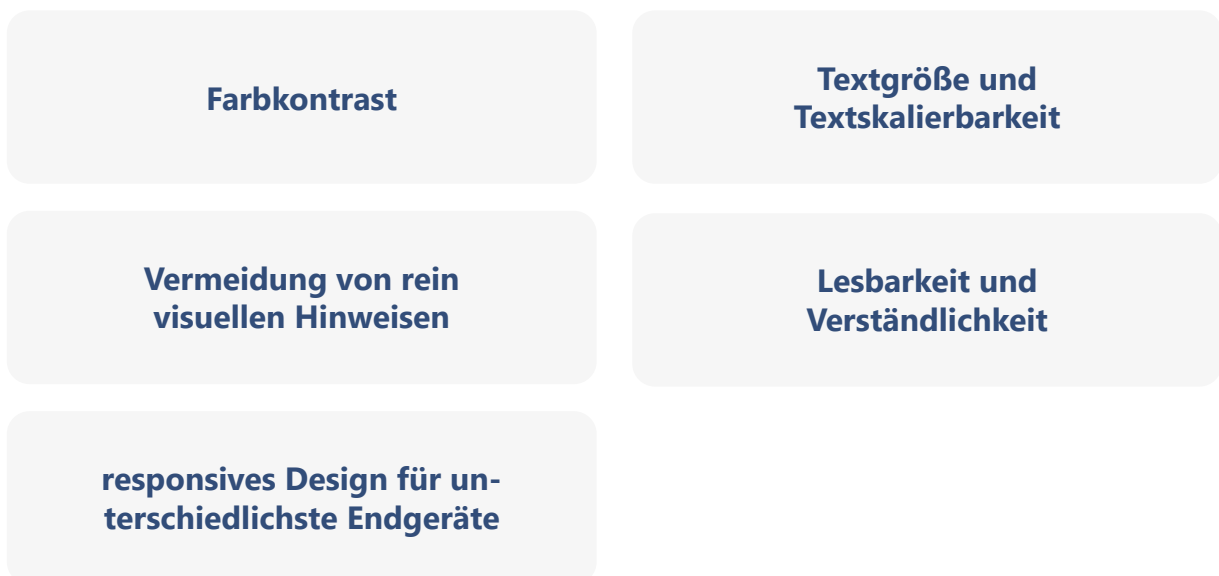 Farbkontrast
Textgröße und
Textskalierbarkeit
Vermeidung von rein
visuellen Hinweisen
Lesbarkeit und
Verständlichkeit
responsives Design für un-
terschiedlichste Endgeräte